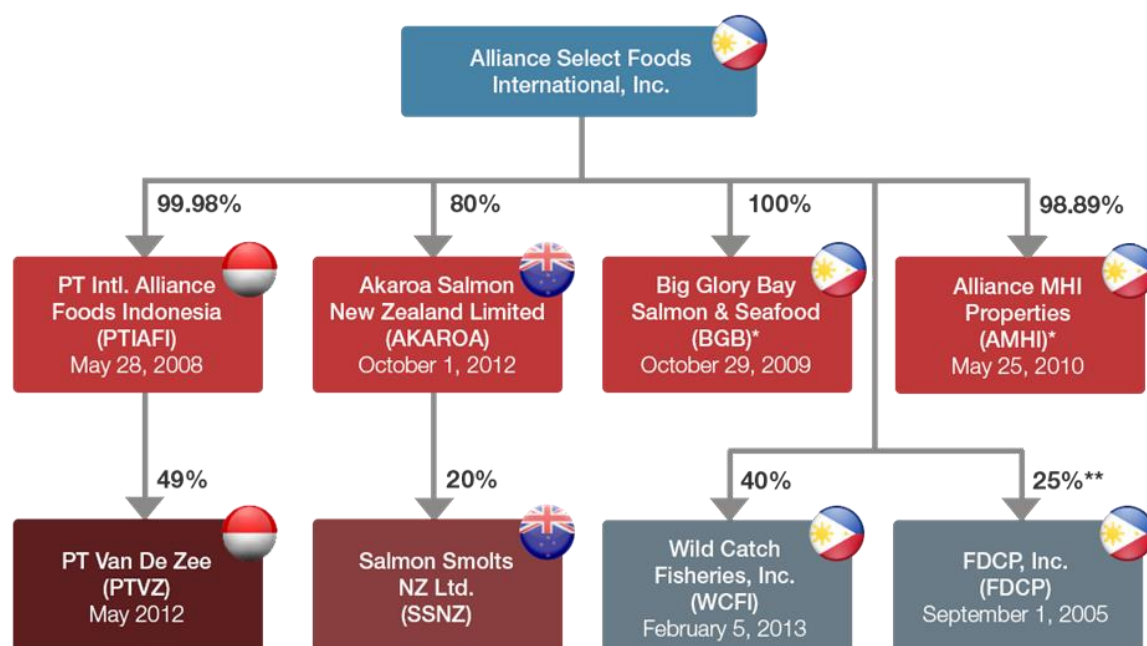 Alliance Select Foods
International, Inc.
99.98%
80%
100%
98.89%
PT Intl. Alliance
Foods Indonesia
(PTIAFI)
May 28, 2008
Akaroa Salmon
New Zealand Limited
(AKAROA)
October 1, 2012
Big Glory Bay
Salmon & Seafood
(BGB)*
October 29, 2009
Alliance MHI
Properties
(AMHI)*
May 25, 2010
49%
20%
40%
25%**
PT Van De Zee
(PTVZ)
May 2012
Salmon Smolts
NZ Ltd.
(SSNZ)
Wild Catch
Fisheries, Inc.
(WCFI)
February 5, 2013
FDCP, Inc.
(FDCP)
September 1, 2005